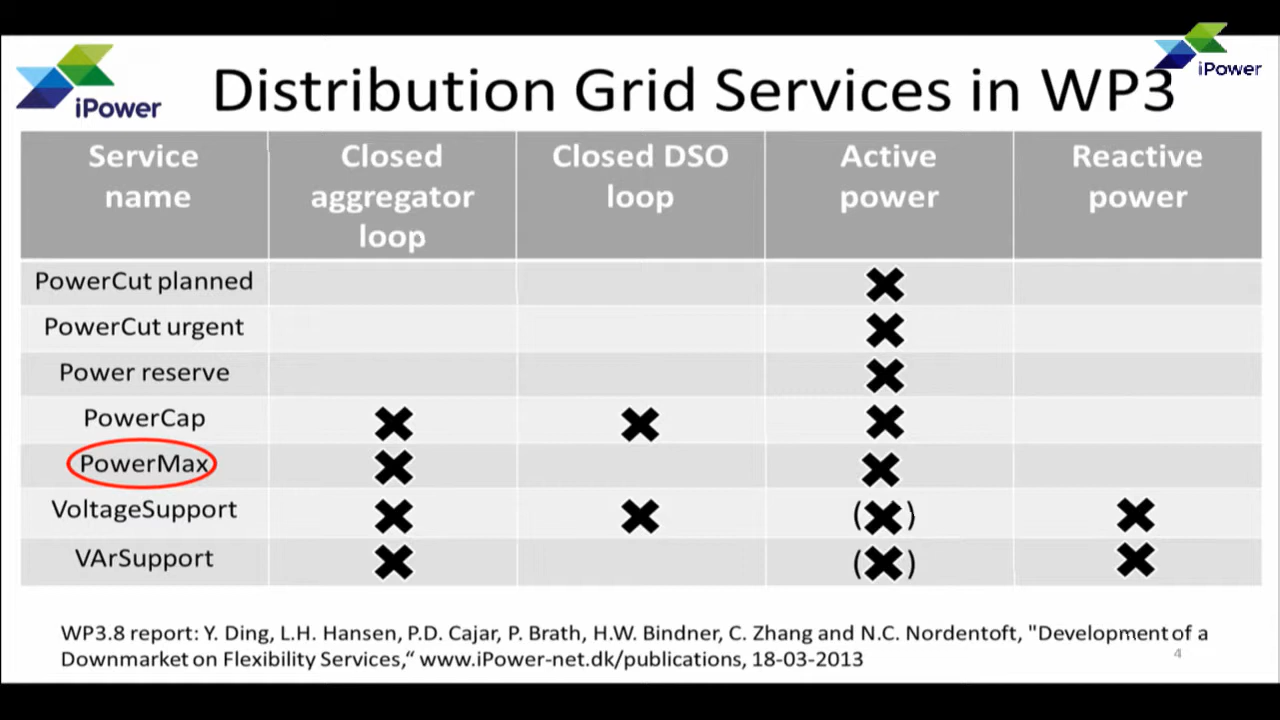 iPower
iPower
Distribution Grid Services in WP3
Service name
Closed aggregator loop
Closed DSO loop
Active power
Reactive power
PowerCut planned
PowerCut urgent
Power reserve
PowerCap
PowerMax
VoltageSupport
( )
VArSupport
( )
WP3.8 report: Y. Ding, L.H. Hansen, P.D. Cajar, P. Brath, H.W. Bindner, C. Zhang and N.C. Nordentoft, "Development of a
Downmarket on Flexibility Services,“ www.iPower-net.dk/publications, 18-03-2013
4